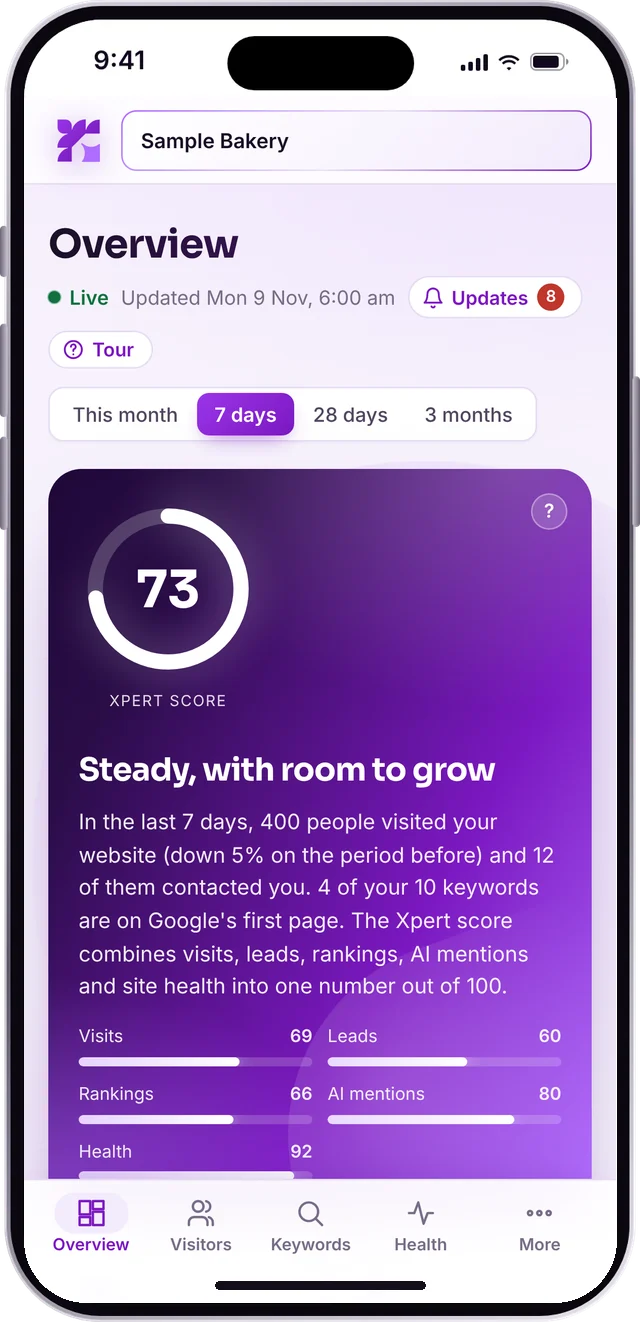 9:41
Sample Bakery
Overview
Live Updated Mon 9 Nov, 6:00 am Updates 8
? Tour
This month 7 days 28 days 3 months
?
73
XPERT SCORE
Steady, with room to grow
In the last 7 days, 400 people visited your
website (down 5% on the period before) and 12
of them contacted you. 4 of your 10 keywords
are on Google's first page. The Xpert score
combines visits, leads, rankings, AI mentions
and site health into one number out of 100.
Visits 69 Leads 60
Rankings 66 AI mentions 80
Health 92
Overview Visitors Keywords Health More